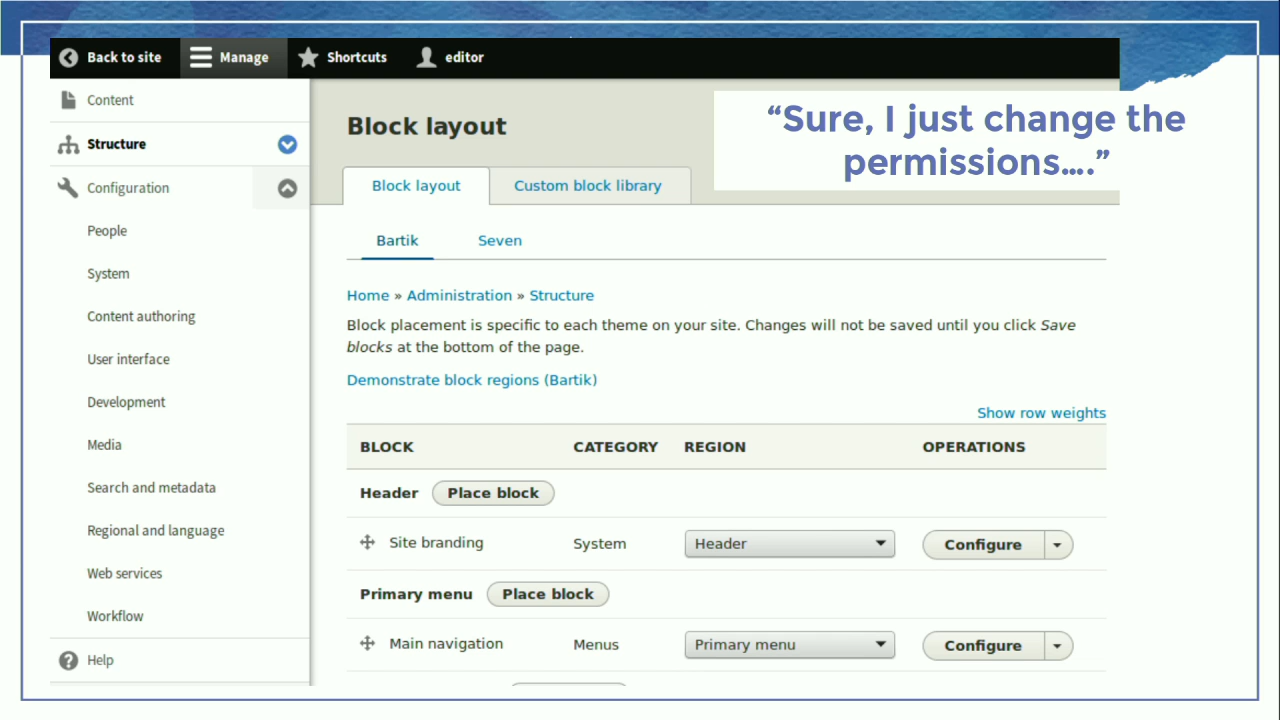 Back to site Manage Shortcuts editor
Content
Structure
Configuration
People
System
Content authoring
User interface
Development
Media
Search and metadata
Regional and language
Web services
Workflow
Help
Block layout
“Sure, I just change the
permissions....”
Block layout Custom block library
Bartik Seven
Home » Administration » Structure
Block placement is specific to each theme on your site. Changes will not be saved until you click Save
blocks at the bottom of the page.
Demonstrate block regions (Bartik)
Show row weights
BLOCK CATEGORY REGION OPERATIONS
Header Place block
Site branding System Header Configure
Primary menu Place block
Main navigation Menus Primary menu Configure